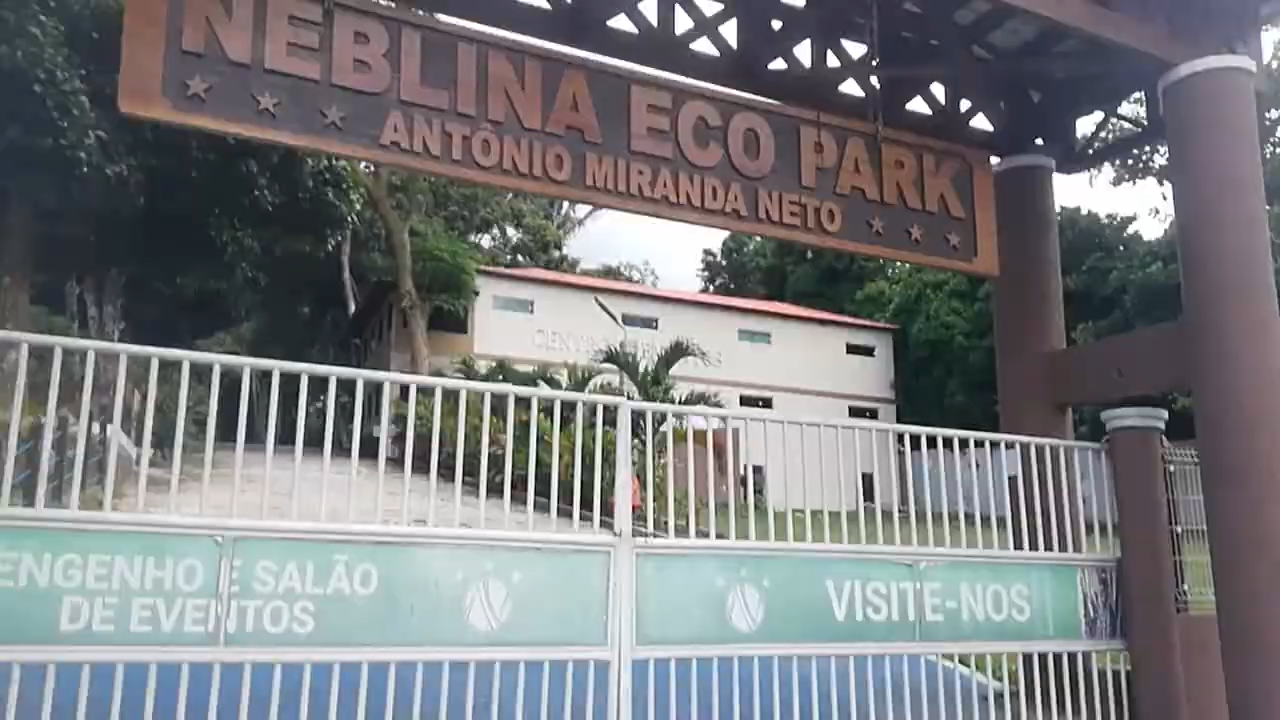 NEBLINA ECO PARK
ANTÔNIO MIRANDA NETO
ENGENHO E SALÃO
DE EVENTOS
VISITE-NOS